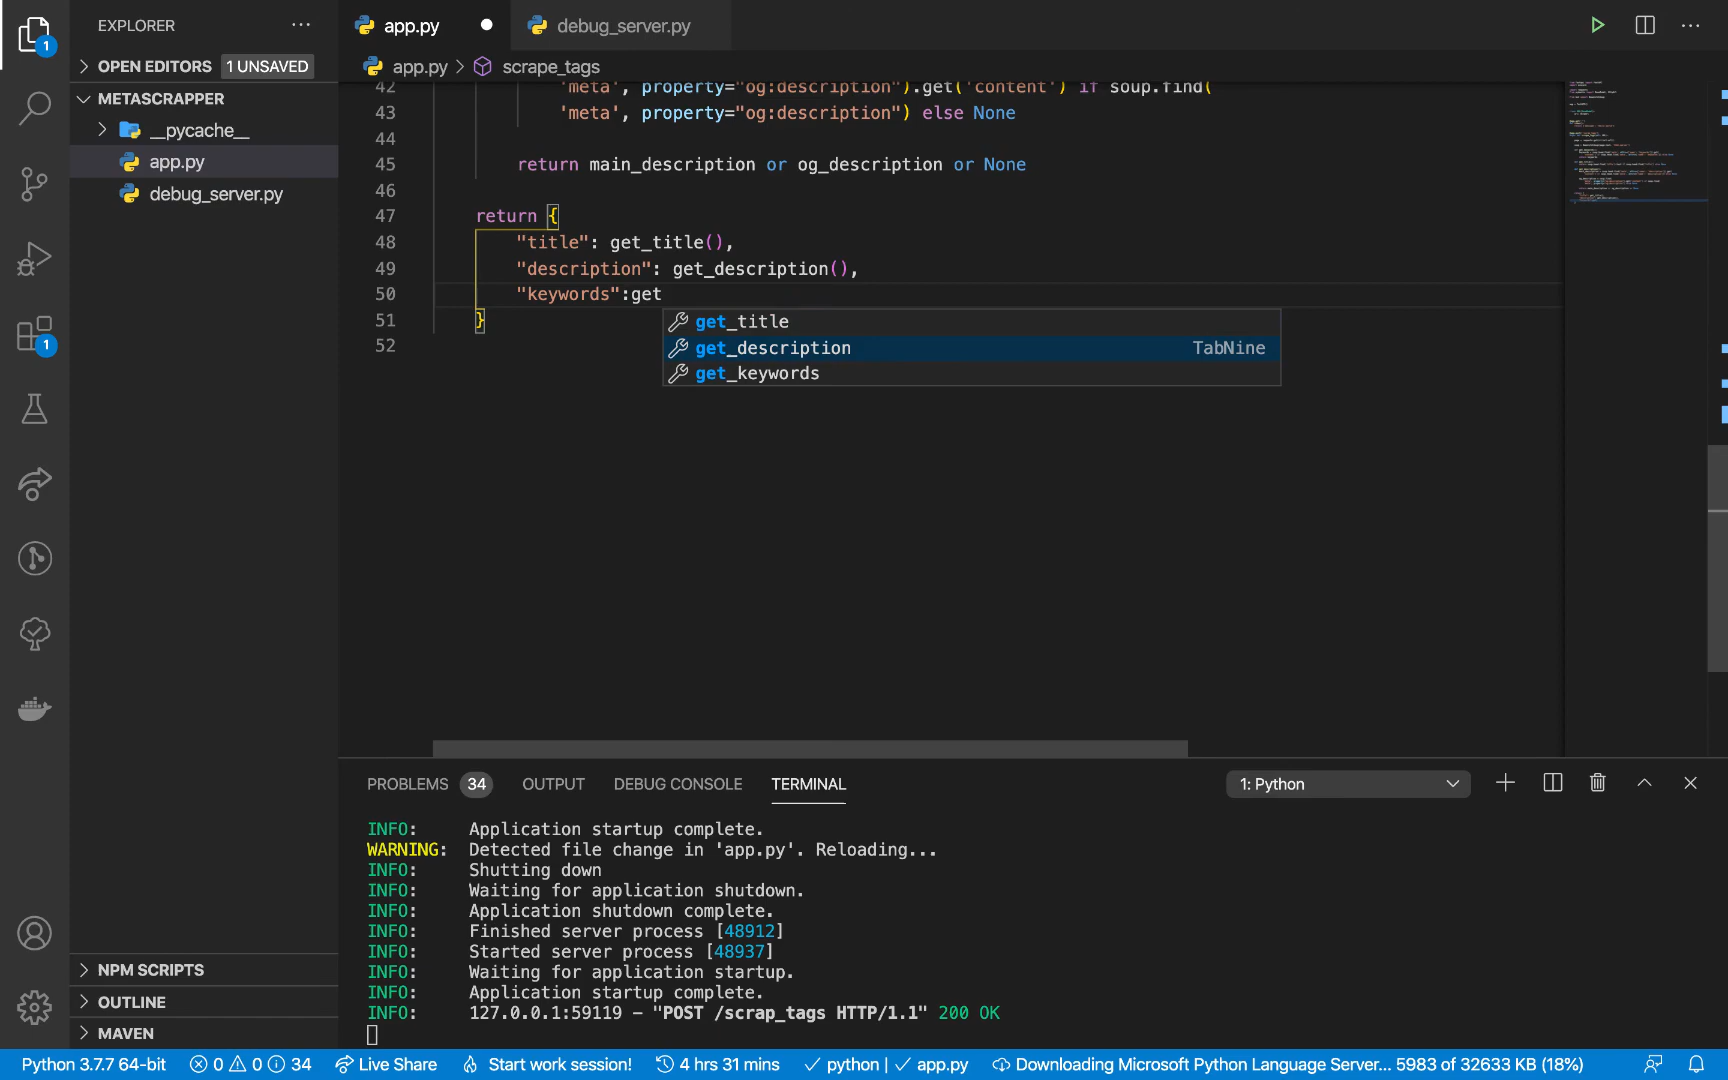 EXPLORER
OPEN EDITORS 1 UNSAVED
METASCRAPPER
__pycache__
app.py
debug_server.py
NPM SCRIPTS
OUTLINE
MAVEN
1
1
app.py
debug_server.py
app.py > scrape_tags
42 'meta', property="og:description").get('content') if soup.find(
43 'meta', property="og:description") else None
44
45 return main_description or og_description or None
46
47 return {
48 "title": get_title(),
49 "description": get_description(),
50 "keywords":get
51 }
52
get_title
get_description TabNine
get_keywords
PROBLEMS 34 OUTPUT DEBUG CONSOLE TERMINAL 1: Python
INFO: Application startup complete.
WARNING: Detected file change in 'app.py'. Reloading...
INFO: Shutting down
INFO: Waiting for application shutdown.
INFO: Application shutdown complete.
INFO: Finished server process [48912]
INFO: Started server process [48937]
INFO: Waiting for application startup.
INFO: Application startup complete.
INFO: 127.0.0.1:59119 - "POST /scrap_tags HTTP/1.1" 200 OK
Python 3.7.7 64-bit 0 0 34 Live Share Start work session! 4 hrs 31 mins python | app.py Downloading Microsoft Python Language Server... 5983 of 32633 KB (18%)